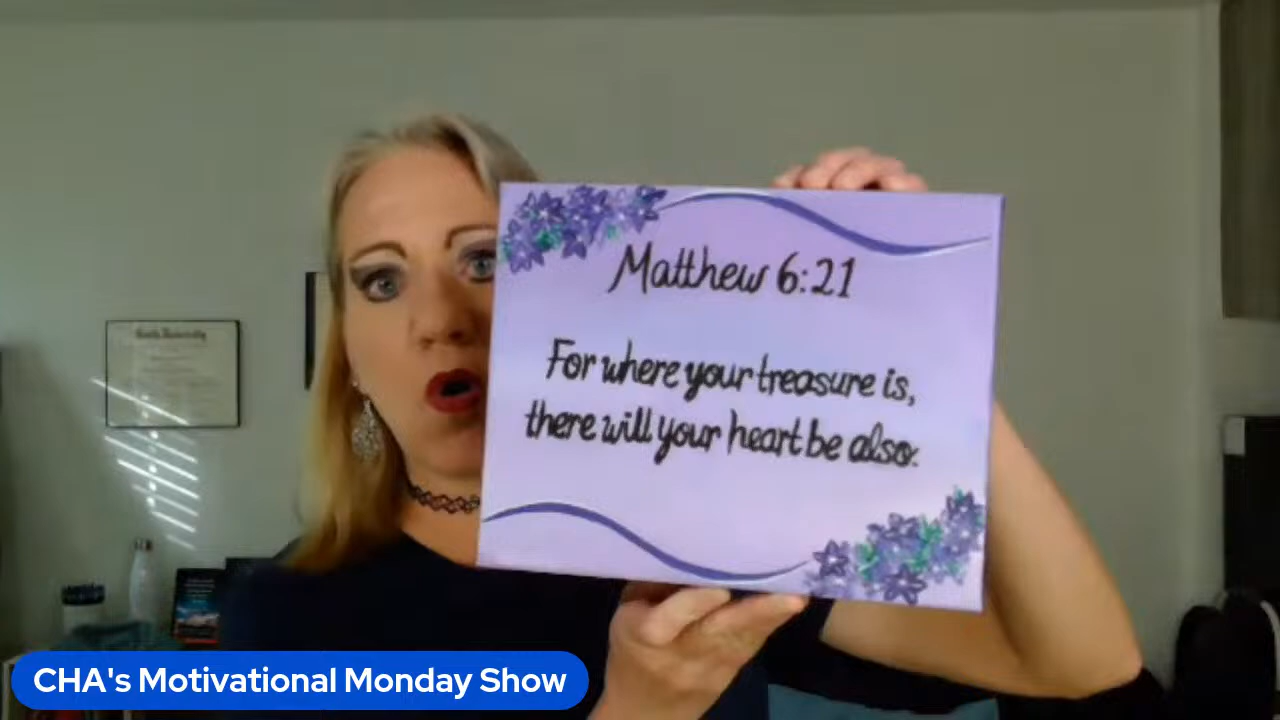 Matthew 6:21
For where your treasure is,
there will your heart be also.
CHA's Motivational Monday Show